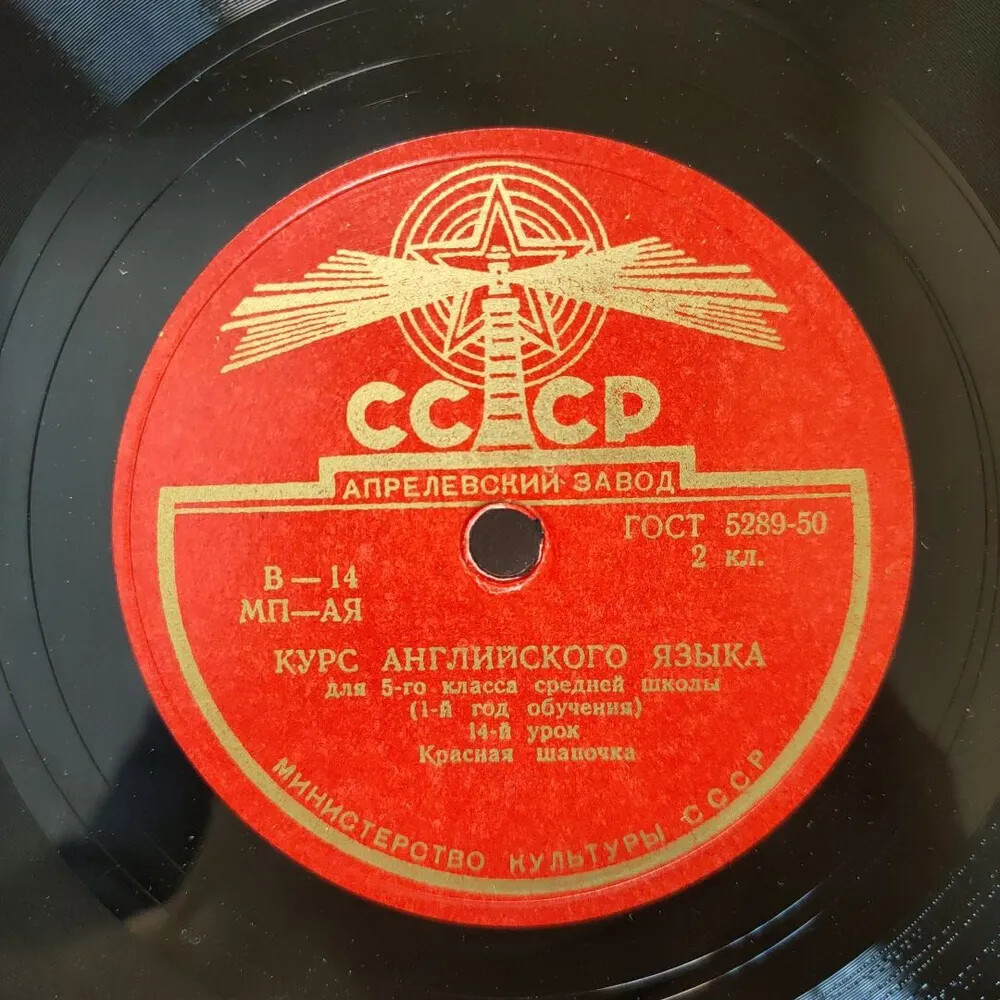 СССР
АПРЕЛЕВСКИЙ ЗАВОД
ГОСТ 5289-50
2 кл.
В — 14
МП—АЯ
КУРС АНГЛИЙСКОГО ЯЗЫКА
для 5-го класса средней школы
(1-й год обучения)
14-й урок
Красная шапочка
МИНИСТЕРСТВО КУЛЬТУРЫ СССР